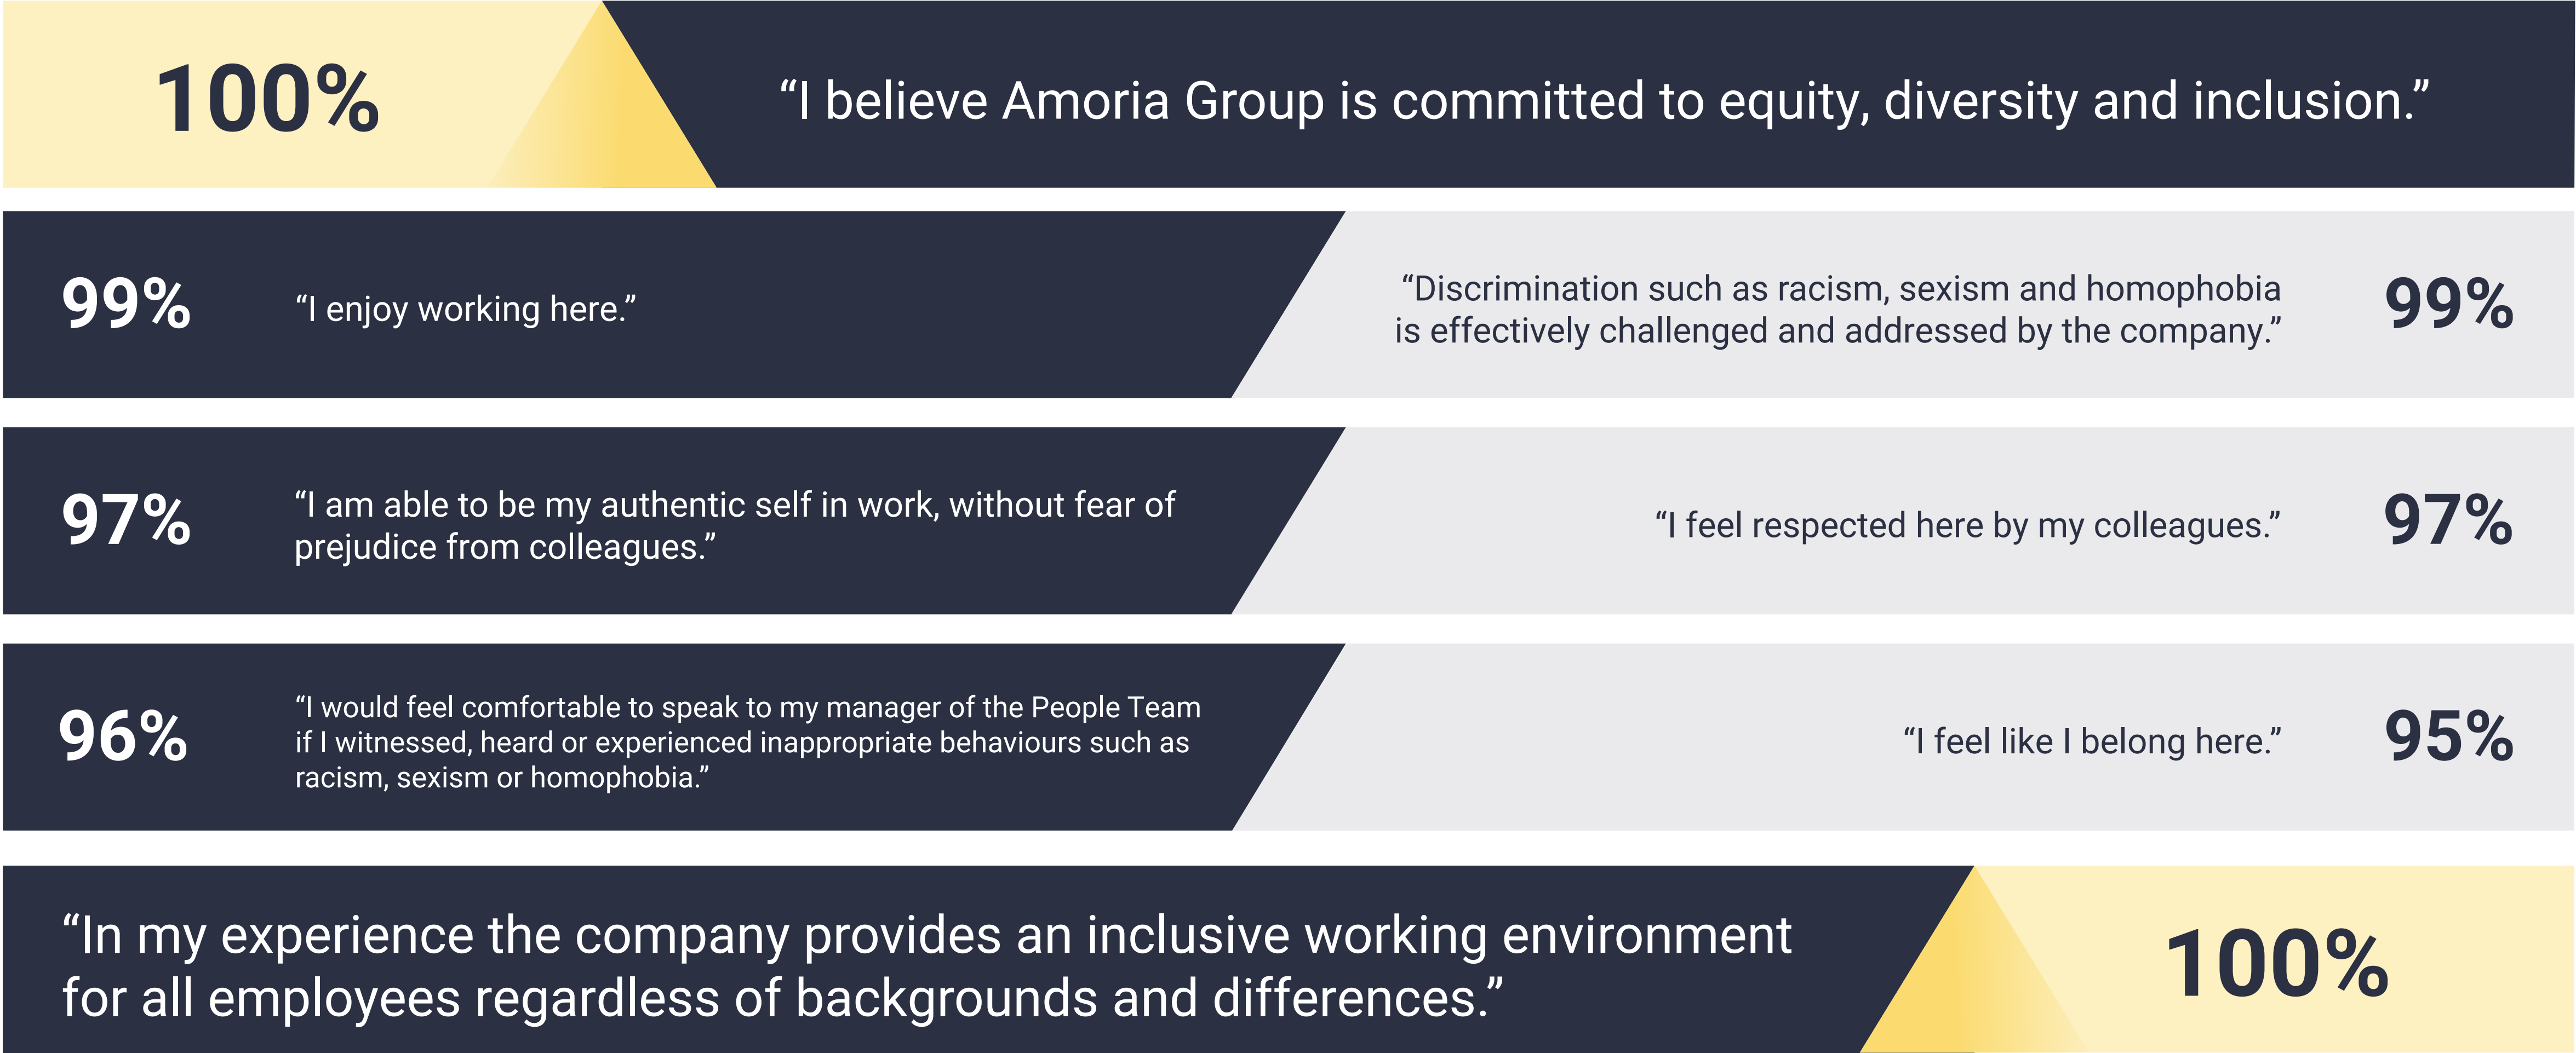 100%
“I believe Amoria Group is committed to equity, diversity and inclusion.”
99%
“I enjoy working here.”
“Discrimination such as racism, sexism and homophobia
is effectively challenged and addressed by the company.”
99%
97%
“I am able to be my authentic self in work, without fear of
prejudice from colleagues.”
“I feel respected here by my colleagues.”
97%
96%
“I would feel comfortable to speak to my manager of the People Team
if I witnessed, heard or experienced inappropriate behaviours such as
racism, sexism or homophobia.”
“I feel like I belong here.”
95%
“In my experience the company provides an inclusive working environment
for all employees regardless of backgrounds and differences.”
100%